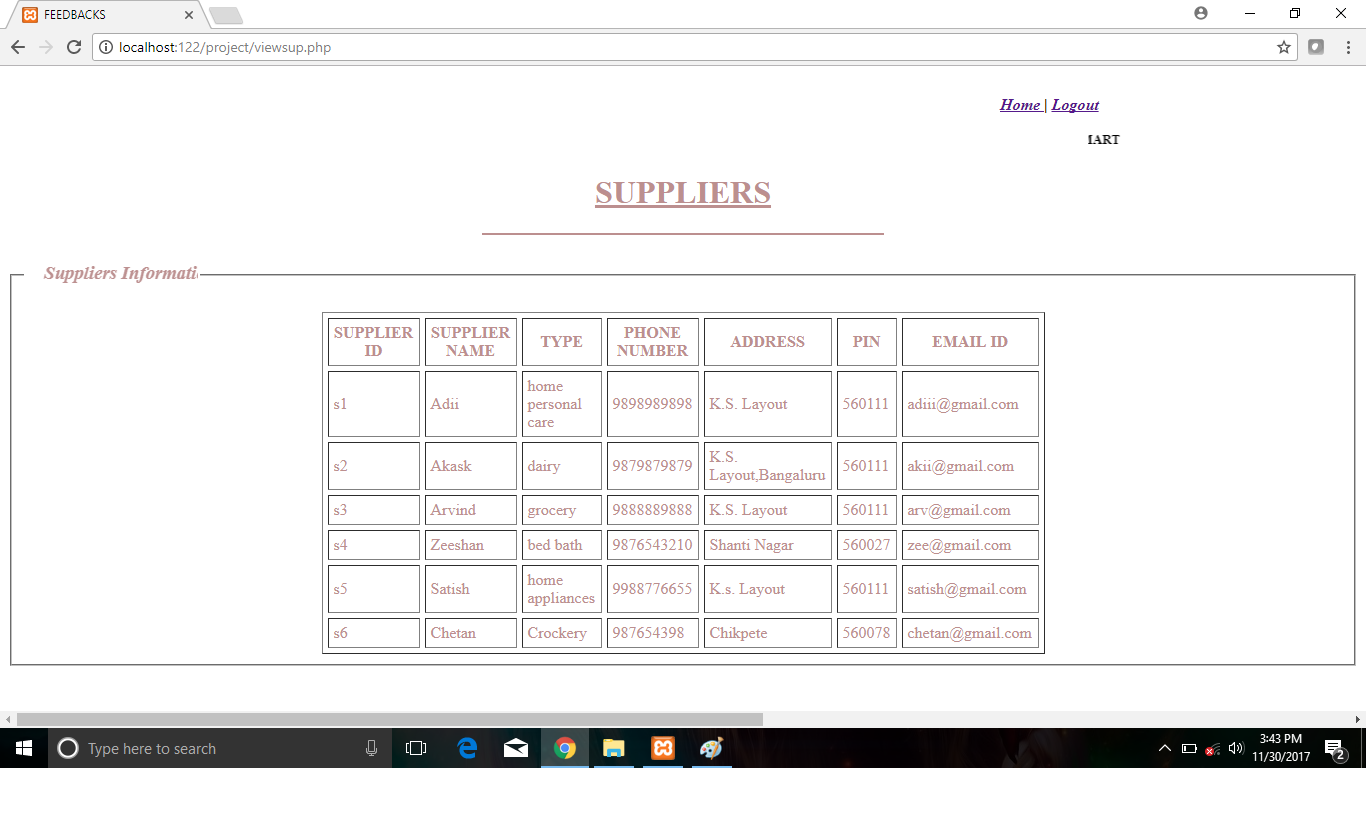 FEEDBACKS
localhost:122/project/viewsup.php
Home | Logout
IART
SUPPLIERS
Suppliers Informati
SUPPLIER ID SUPPLIER NAME TYPE PHONE NUMBER ADDRESS PIN EMAIL ID
s1 Adii home personal care 9898989898 K.S. Layout 560111 adiii@gmail.com
s2 Akask dairy 9879879879 K.S. Layout,Bangaluru 560111 akii@gmail.com
s3 Arvind grocery 9888889888 K.S. Layout 560111 arv@gmail.com
s4 Zeeshan bed bath 9876543210 Shanti Nagar 560027 zee@gmail.com
s5 Satish home appliances 9988776655 K.s. Layout 560111 satish@gmail.com
s6 Chetan Crockery 987654398 Chikpete 560078 chetan@gmail.com
Type here to search
3:43 PM
11/30/2017
2